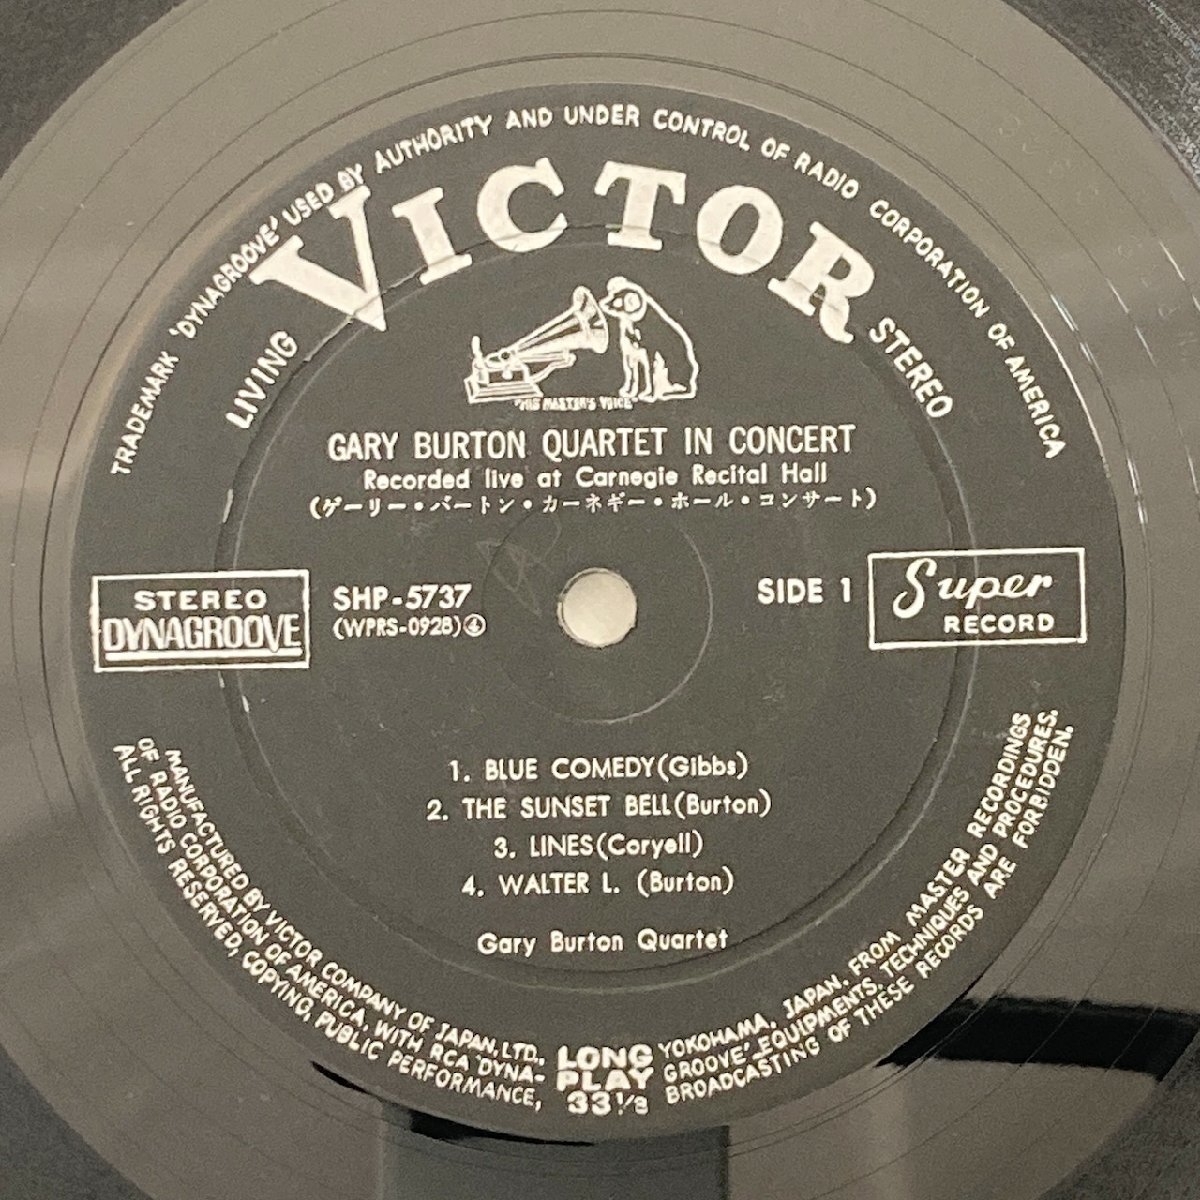 TRADEMARK 'DYNAGROOVE' USED BY AUTHORITY AND UNDER CONTROL OF RADIO CORPORATION OF AMERICA
LIVING VICTOR STEREO
"HIS MASTER'S VOICE"
GARY BURTON QUARTET IN CONCERT
Recorded live at Carnegie Recital Hall
(ゲーリー・バートン・カーネギー・ホール・コンサート)
STEREO
DYNAGROOVE
SHP-5737
(WPRS-0928)④
SIDE 1
Super
RECORD
1. BLUE COMEDY(Gibbs)
2. THE SUNSET BELL(Burton)
3. LINES(Coryell)
4. WALTER L. (Burton)
Gary Burton Quartet
MANUFACTURED BY VICTOR COMPANY OF JAPAN, LTD., YOKOHAMA, JAPAN, FROM MASTER RECORDINGS
OF RADIO CORPORATION OF AMERICA, WITH RCA 'DYNA-GROOVE' EQUIPMENTS, TECHNIQUES AND PROCEDURES.
ALL RIGHTS RESERVED, COPYING, PUBLIC PERFORMANCE, BROADCASTING OF THESE RECORDS ARE FORBIDDEN.
LONG
PLAY
33 1/3